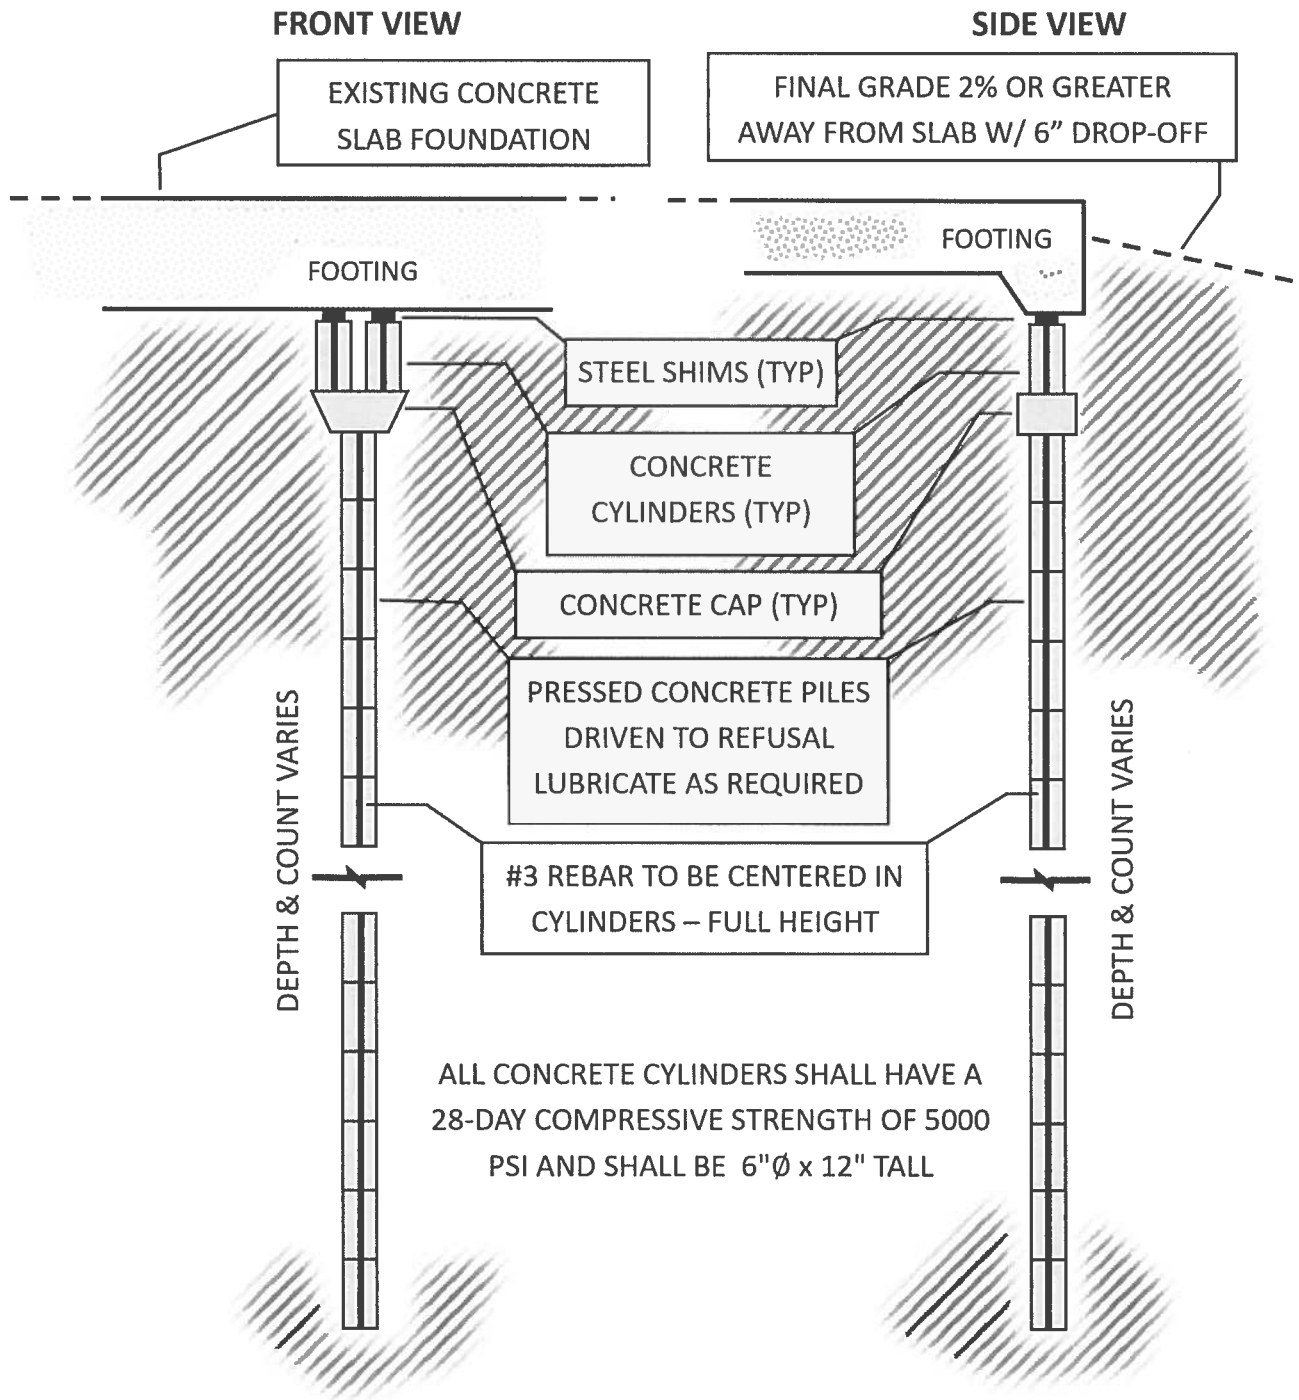 FRONT VIEW
SIDE VIEW
EXISTING CONCRETE
SLAB FOUNDATION
FINAL GRADE 2% OR GREATER
AWAY FROM SLAB W/ 6” DROP-OFF
FOOTING
FOOTING
STEEL SHIMS (TYP)
CONCRETE
CYLINDERS (TYP)
CONCRETE CAP (TYP)
PRESSED CONCRETE PILES
DRIVEN TO REFUSAL
LUBRICATE AS REQUIRED
DEPTH & COUNT VARIES
DEPTH & COUNT VARIES
#3 REBAR TO BE CENTERED IN
CYLINDERS – FULL HEIGHT
ALL CONCRETE CYLINDERS SHALL HAVE A
28-DAY COMPRESSIVE STRENGTH OF 5000
PSI AND SHALL BE 6"Ø x 12" TALL